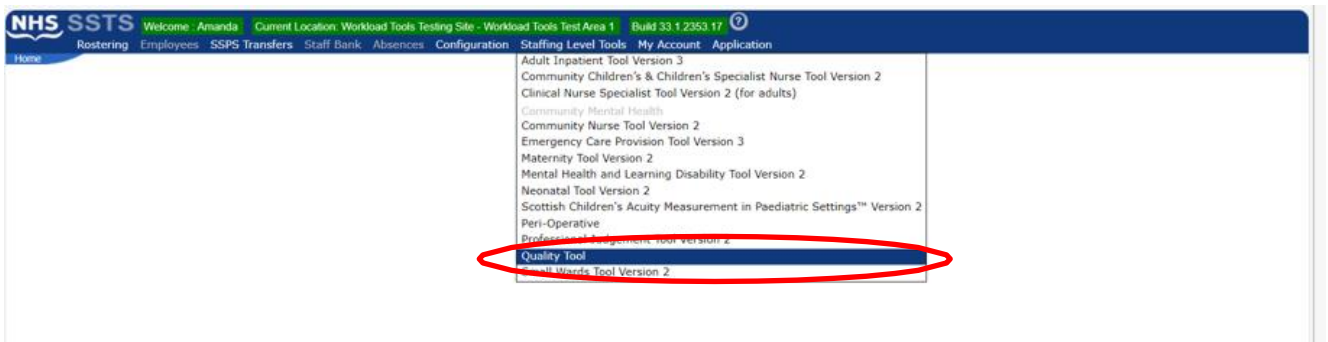 NHS SSTS Welcome : Amanda Current Location: Workload Tools Testing Site - Workload Tools Test Area 1 Build 33.1.2353.17 ?
Rostering Employees SSPS Transfers Staff Bank Absences Configuration Staffing Level Tools My Account Application
Home
Adult Inpatient Tool Version 3
Community Children's & Children's Specialist Nurse Tool Version 2
Clinical Nurse Specialist Tool Version 2 (for adults)
Community Mental Health
Community Nurse Tool Version 2
Emergency Care Provision Tool Version 3
Maternity Tool Version 2
Mental Health and Learning Disability Tool Version 2
Neonatal Tool Version 2
Scottish Children's Acuity Measurement in Paediatric Settings™ Version 2
Peri-Operative
Professional Judgement Tool Version 2
Quality Tool
Small Wards Tool Version 2